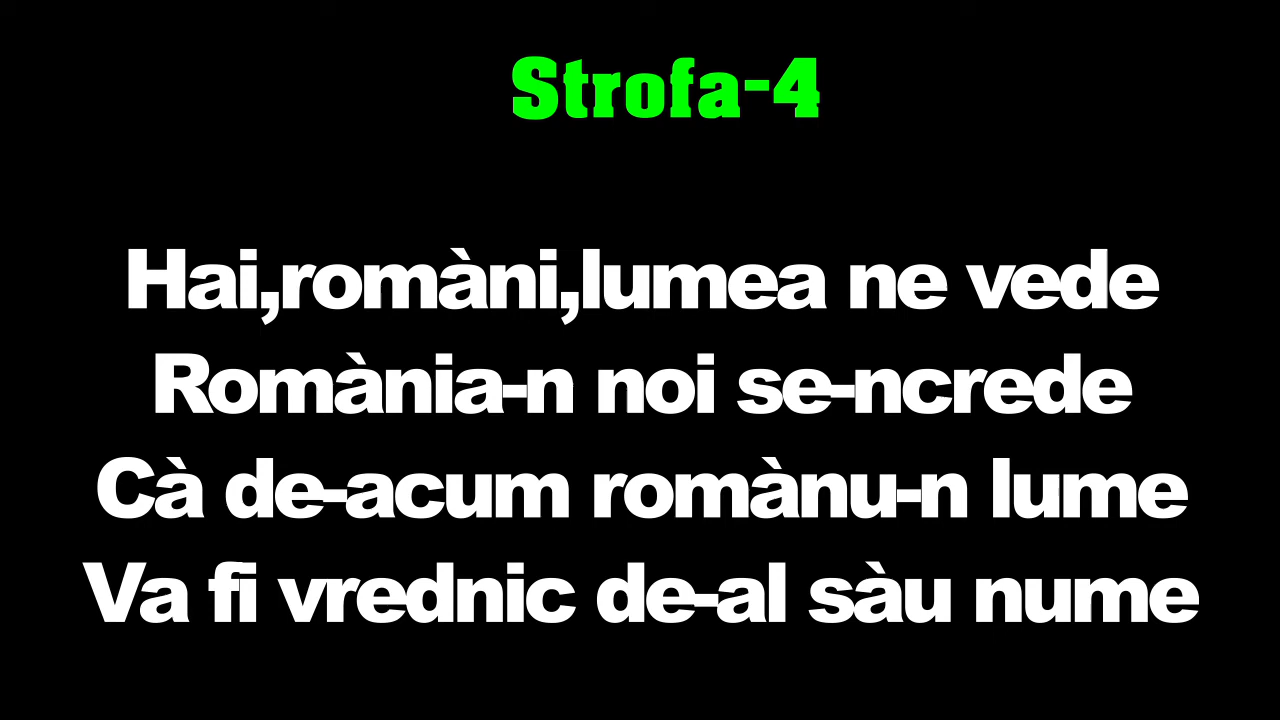 Strofa-4
Hai,romàni,lumea ne vede
Romània-n noi se-ncrede
Cà de-acum romànu-n lume
Va fi vrednic de-al sàu nume